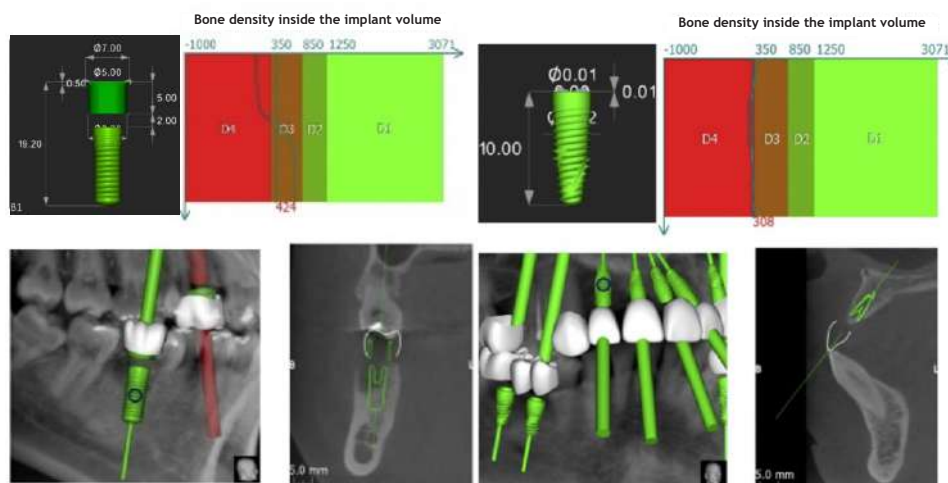 Bone density inside the implant volume
Ø7.00
Ø5.00
0.50
5.00
2.00
19.20
B1
-1000 350 850 1250 3071
D4 D3 D2 D1
424
Bone density inside the implant volume
Ø0.01
0.01
10.00
-1000 350 850 1250 3071
D4 D3 D2 D1
308
B
5.0 mm
B
5.0 mm